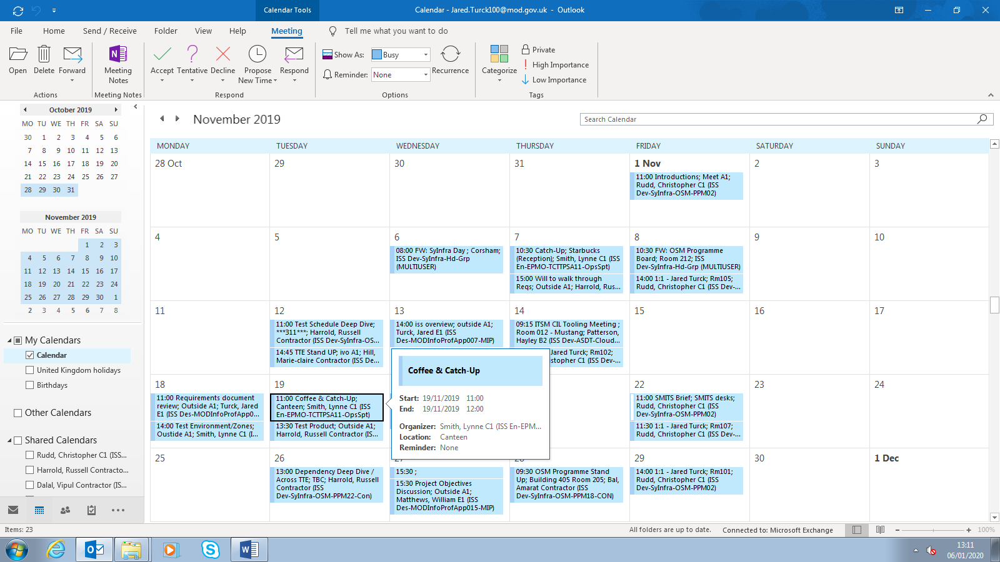 Calendar Tools
Calendar - Jared.Turck100@mod.gov.uk - Outlook
File Home Send / Receive Folder View Help Meeting Tell me what you want to do
Open Delete Forward
Meeting Notes
Accept Tentative Decline Propose New Time Respond
Show As: Busy
Reminder: None
Recurrence
Categorize
Private
High Importance
Low Importance
Actions Meeting Notes Respond Options Tags
October 2019
MO TU WE TH FR SA SU
30 1 2 3 4 5 6
7 8 9 10 11 12 13
14 15 16 17 18 19 20
21 22 23 24 25 26 27
28 29 30 31
November 2019
MO TU WE TH FR SA SU
1 2 3
4 5 6 7 8 9 10
11 12 13 14 15 16 17
18 19 20 21 22 23 24
25 26 27 28 29 30 1
2 3 4 5 6 7 8
My Calendars
Calendar
United Kingdom holidays
Birthdays
Other Calendars
Shared Calendars
Rudd, Christopher C1 (ISS...
Harrold, Russell Contracto...
Dalal, Vipul Contractor (IS...
November 2019
Search Calendar
MONDAY TUESDAY WEDNESDAY THURSDAY FRIDAY SATURDAY SUNDAY
28 Oct 29 30 31 1 Nov 2 3
11:00 Introductions; Meet A1;
Rudd, Christopher C1 (ISS
Dev-SyInfra-OSM-PPM02)
4 5 6 7 8 9 10
08:00 FW: SyInfra Day ; Corsham;
ISS Dev-SyInfra-Hd-Grp
(MULTIUSER)
10:30 Catch-Up; Starbucks
(Reception); Smith, Lynne C1 (ISS
En-EPMO-TCTTPSA11-OpsSpt)
15:00 Will to walk through
Reqs; Outside A1; Harrold, Rus...
10:30 FW: OSM Programme
Board; Room 212; ISS
Dev-SyInfra-Hd-Grp (MULTIUSER)
14:00 1:1 - Jared Turck; Rm105;
Rudd, Christopher C1 (ISS Dev-...
11 12 13 14 15 16 17
11:00 Test Schedule Deep Dive;
***311***; Harrold, Russell
Contractor (ISS Dev-SyInfra-OS...
14:45 TTE Stand UP; ivo A1; Hill,
Marie-claire Contractor (ISS De...
14:00 iss overview; outside A1;
Turck, Jared E1 (ISS
Des-MODInfoProfApp007-MIP)
09:15 ITSM CIL Tooling Meeting ;
Room 012 - Mustang; Patterson,
Hayley B2 (ISS Dev-ASDT-Cloud...
Jared Turck; Rm102;
stopher C1 (ISS Dev-...
18 19 22 23 24
11:00 Requirements document
review; Outside A1; Turck, Jared
E1 (ISS Des-MODInfoProfApp0...
14:00 Test Environment/Zones;
Oustide A1; Smith, Lynne C1 (I...
11:00 Coffee & Catch-Up;
Canteen; Smith, Lynne C1 (ISS
En-EPMO-TCTTPSA11-OpsSpt)
13:30 Test Product; Outside A1;
Harrold, Russell Contractor (IS...
Coffee & Catch-Up
Start: 19/11/2019 11:00
End: 19/11/2019 12:00
Organizer: Smith, Lynne C1 (ISS En-EPM...
Location: Canteen
Reminder: None
11:00 SMITS Brief; SMITS desks;
Rudd, Christopher C1 (ISS
Dev-SyInfra-OSM-PPM02)
11:30 1:1 - Jared Turck; Rm107;
Rudd, Christopher C1 (ISS Dev-...
25 26 27 28 29 30 1 Dec
13:00 Dependency Deep Dive /
Across TTE; TBC; Harrold, Russell
Contractor (ISS
Dev-SyInfra-OSM-PPM22-Con)
15:30 ;
15:30 Project Objectives
Discussion; Outside A1;
Matthews, William E1 (ISS
Des-MODInfoProfApp015-MIP)
09:30 OSM Programme Stand
Up; Building 405 Room 205; Bal,
Amarat Contractor (ISS
Dev-SyInfra-OSM-PPM18-CON)
14:00 1:1 - Jared Turck; Rm101;
Rudd, Christopher C1 (ISS
Dev-SyInfra-OSM-PPM02)
Items: 23
All folders are up to date. Connected to: Microsoft Exchange 100%
13:11
06/01/2020